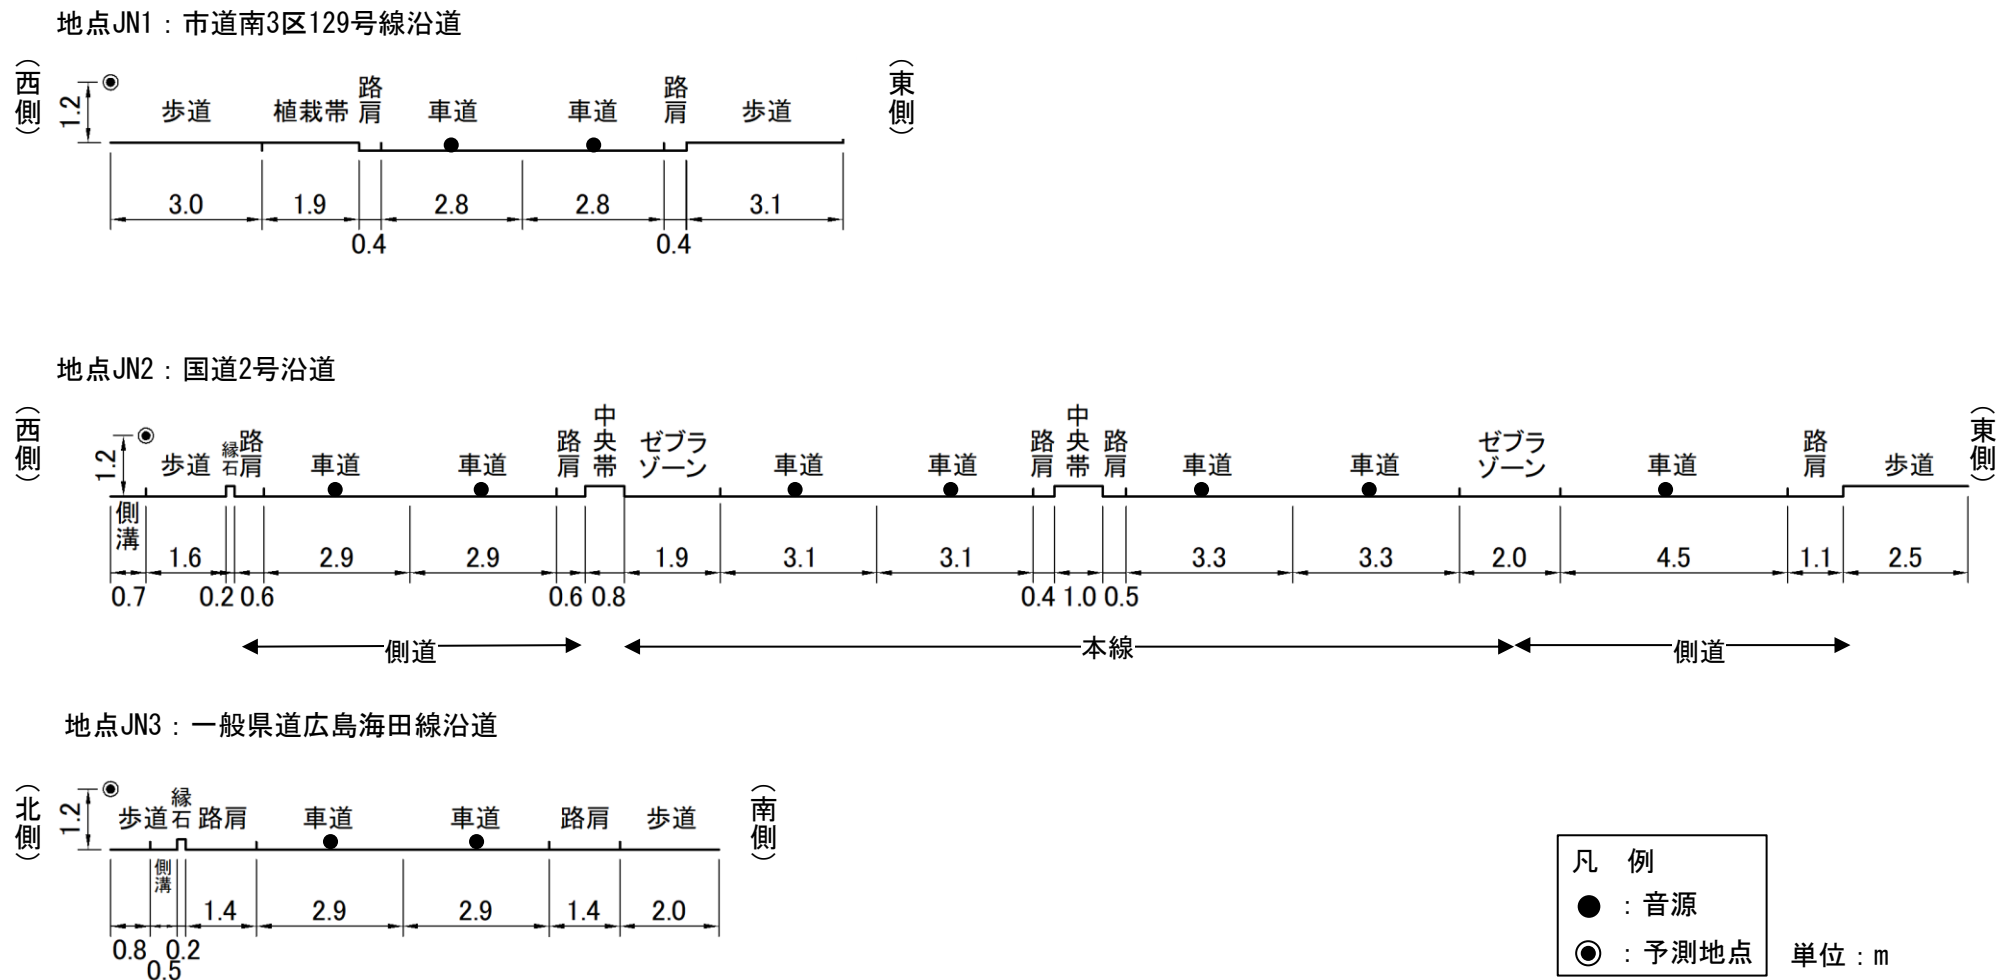 地点JN1：市道南3区129号線沿道
（西側）
1.2
歩道
植栽帯
路肩
車道
車道
路肩
歩道
（東側）
3.0
1.9
2.8
2.8
3.1
0.4
0.4
地点JN2：国道2号沿道
（西側）
1.2
側溝
歩道
縁石
路肩
車道
車道
路肩
中央帯
ゼブラ
ゾーン
車道
車道
路肩
中央帯
路肩
車道
車道
ゼブラ
ゾーン
車道
路肩
歩道
（東側）
1.6
2.9
2.9
1.9
3.1
3.1
3.3
3.3
2.0
4.5
1.1
2.5
0.7
0.2
0.6
0.6
0.8
0.4
1.0
0.5
側道
本線
側道
地点JN3：一般県道広島海田線沿道
（北側）
1.2
歩道
側溝
縁石
路肩
車道
車道
路肩
歩道
（南側）
1.4
2.9
2.9
1.4
2.0
0.8
0.2
0.5
凡 例
：音源
：予測地点
単位：m